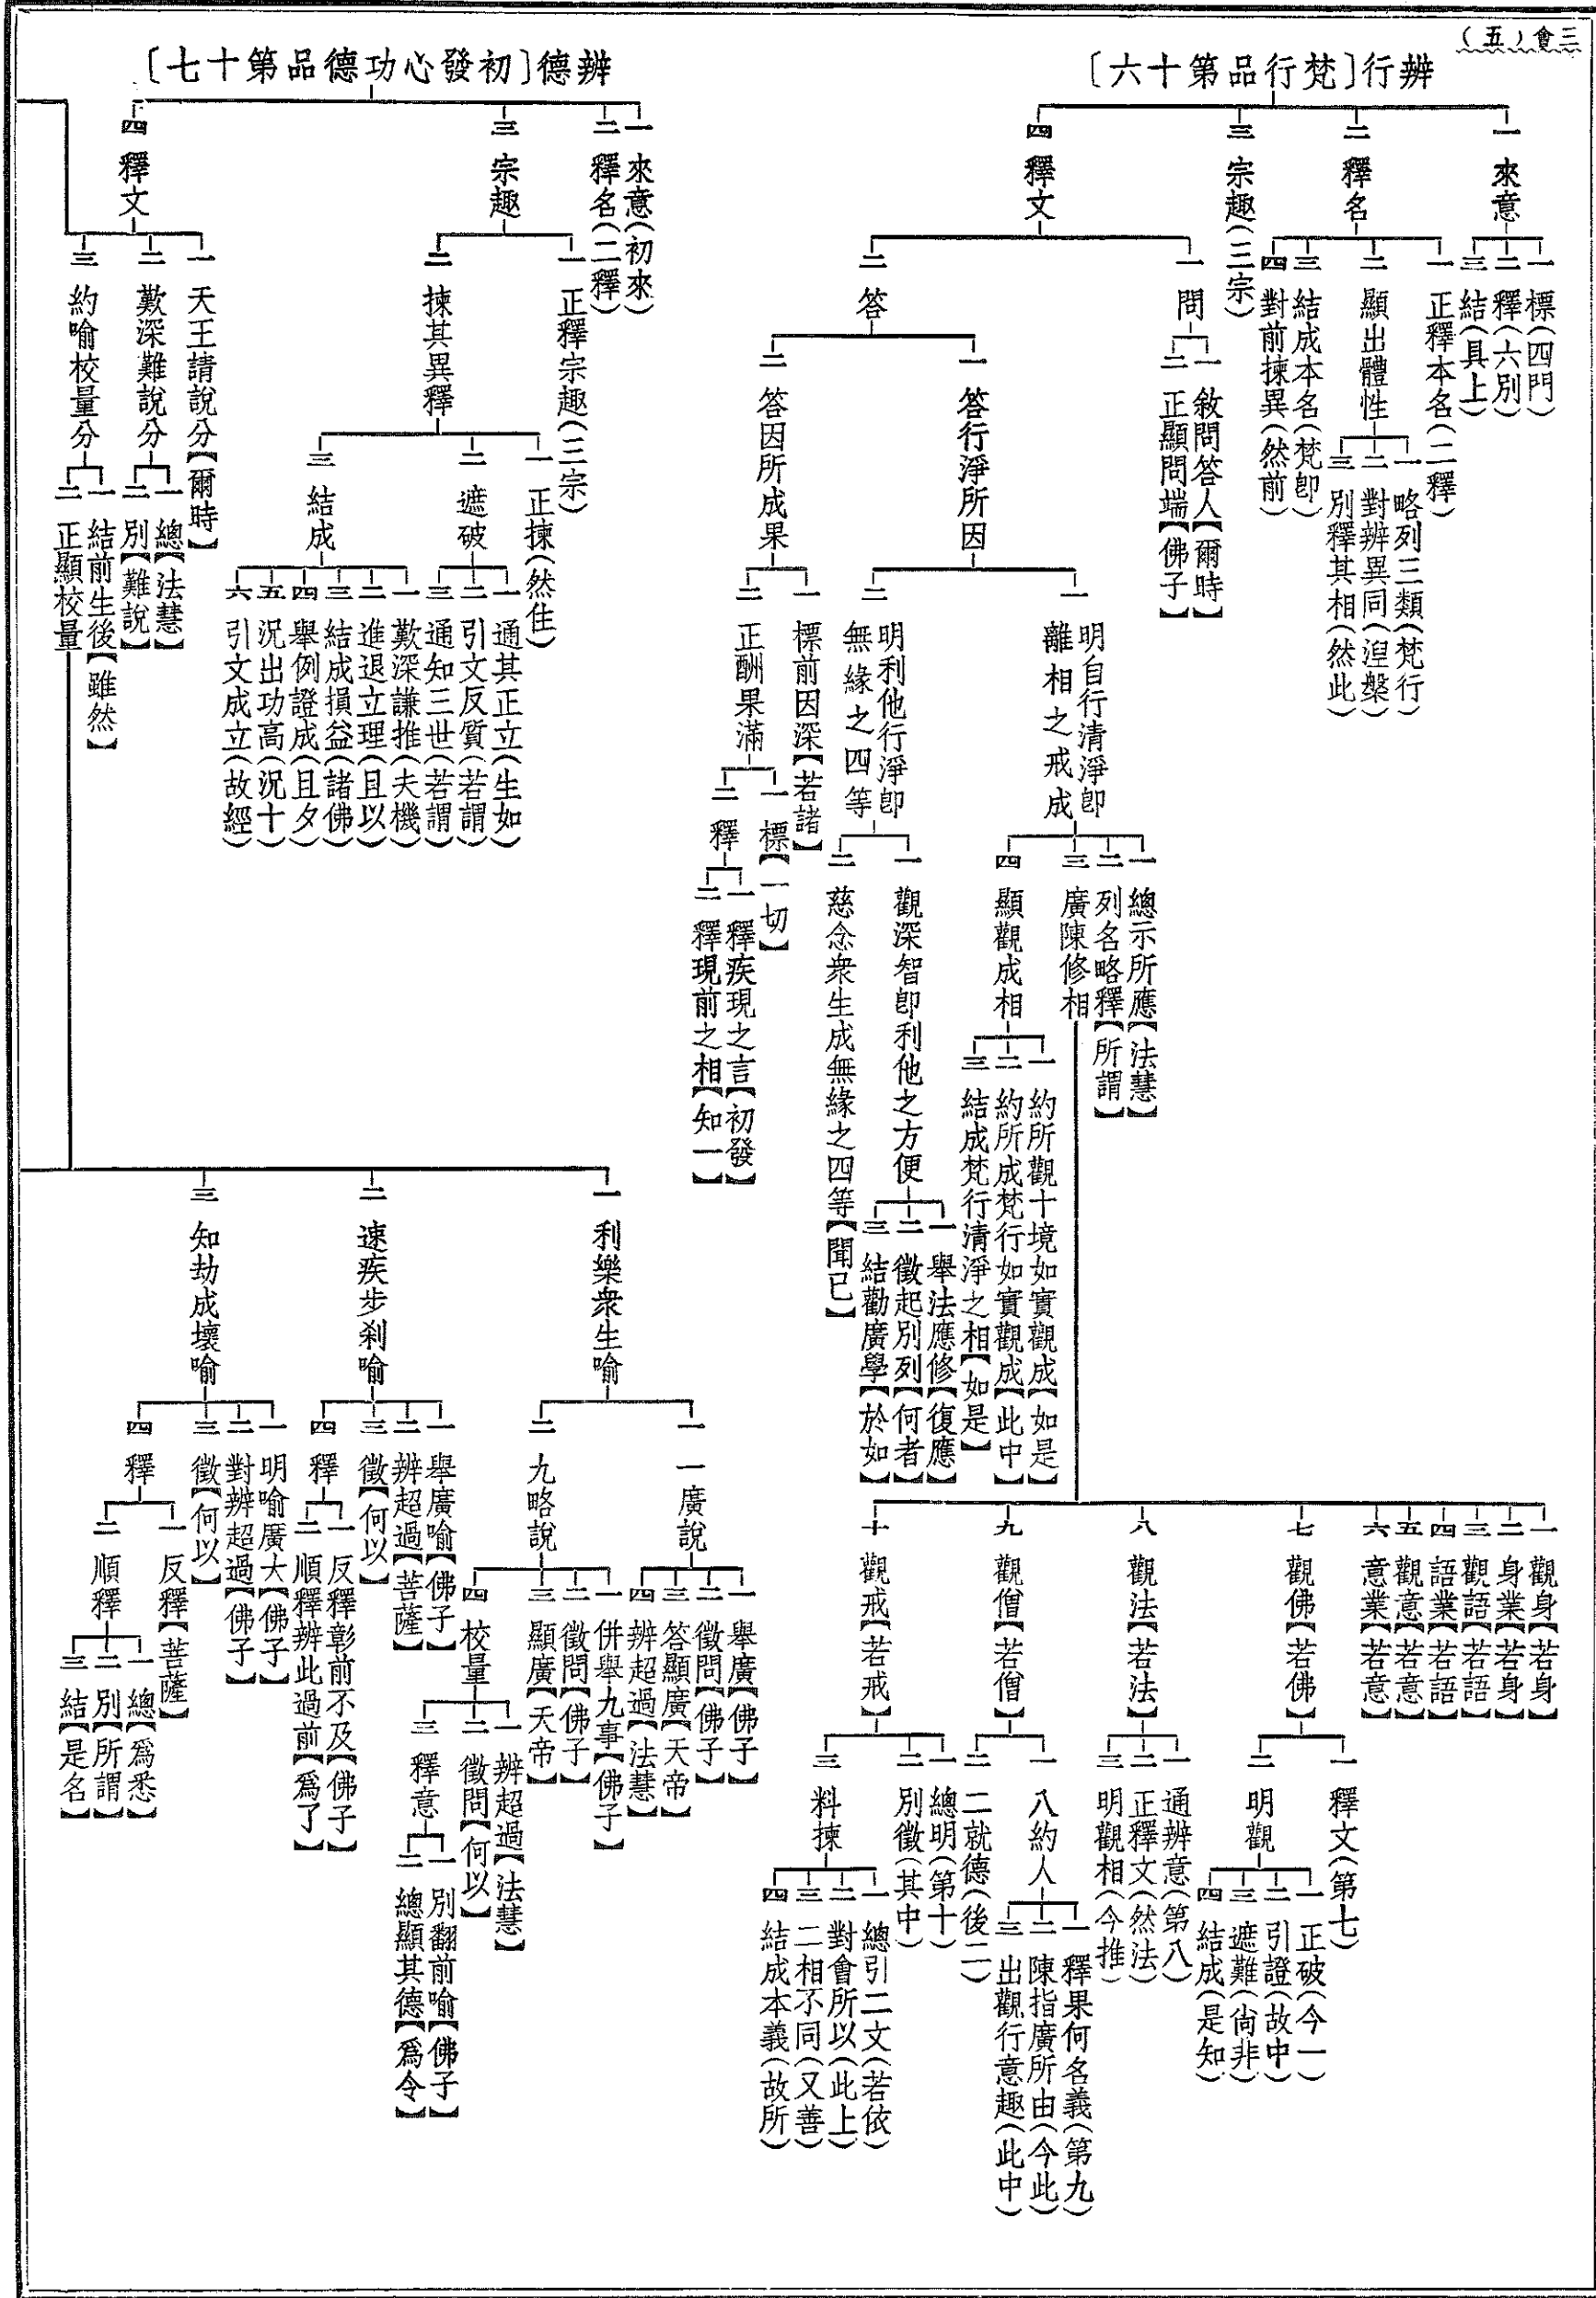 三會（五）
辨行［梵行品第十六］
一 來意
一 標（四門）
二 釋（六別）
三 結（具上）
二 釋名
一 正釋本名（二釋）
二 顯出體性
一 略列三類（梵行）
二 對辨異同（涅槃）
三 別釋其相（然此）
三 結成本名（梵卽）
四 對前揀異（然前）
三 宗趣（三宗）
四 釋文
一 問
一 敘問答人【爾時】
二 正顯問端【佛子】
二 答
一 答行淨所因
一 明自行清淨卽離相之戒成
一 總示所應【法慧】
二 列名略釋【所謂】
三 廣陳修相
一 觀身【若身】
二 身業【若身】
三 觀語【若語】
四 語業【若語】
五 觀意【若意】
六 意業【若意】
七 觀佛【若佛】
一 釋文（第七）
二 明觀
一 正破（今一）
二 引證（故中）
三 遮難（尙非）
四 結成（是知）
八 觀法【若法】
一 通辨意（第八）
二 正釋文（然法）
三 明觀相（今推）
九 觀僧【若僧】
一 八約人
一 釋果何名義（第九）
二 陳指廣所由（今此）
三 出觀行意趣（此中）
二 二就德（後二）
十 觀戒【若戒】
一 總明（第十）
二 別徵（其中）
三 料揀
一 總引二文（若依）
二 對會所以（此上）
三 二相不同（又善）
四 結成本義（故所）
四 顯觀成相
一 約所觀十境如實觀成【如是】
二 約所成梵行如實觀成【此中】
三 結成梵行清淨之相【如是】
二 明利他行淨卽無緣之四等
一 觀深智卽利他之方便
一 舉法應修【復應】
二 徵起別列【何者】
三 結勸廣學【於如】
二 慈念衆生成無緣之四等【聞已】
二 答因所成果
一 標前因深【若諸】
二 正酬果滿
一 標【一切】
二 釋
一 釋疾現之言【初發】
二 釋現前之相【知一】
辨德［初發心功德品第十七］
一 來意（初來）
二 釋名（二釋）
三 宗趣
一 正釋宗趣（三宗）
二 揀其異釋
一 正揀（然住）
二 遮破
一 通其正立（生如）
二 引文反質（若謂）
三 通知三世（若謂）
三 結成
一 歎深謙推（夫機）
二 進退立理（且以）
三 結成損益（諸佛）
四 舉例證成（且夕）
五 況出功高（況十）
六 引文成立（故經）
四 釋文
一 天王請說分【爾時】
二 歎深難說分
一 總【法慧】
二 別【難說】
三 約喻校量分
一 結前生後【雖然】
二 正顯校量
一 利樂衆生喻
一 一廣說
一 舉廣【佛子】
二 徵問【佛子】
三 答顯廣【天帝】
四 辨超過【法慧】
二 九略說
一 併舉九事【佛子】
二 徵問【佛子】
三 顯廣【天帝】
四 校量
一 辨超過【法慧】
二 徵問【何以】
三 釋意
一 別翻前喻【佛子】
二 總顯其德【爲令】
二 速疾步刹喻
一 舉廣喻【佛子】
二 辨超過【菩薩】
三 徵【何以】
四 釋
一 反釋彰前不及【佛子】
二 順釋辨此過前【爲了】
三 知劫成壞喻
一 明喻廣大【佛子】
二 對辨超過【佛子】
三 徵【何以】
四 釋
一 反釋【菩薩】
二 順釋
一 總【爲悉】
二 別【所謂】
三 結【是名】